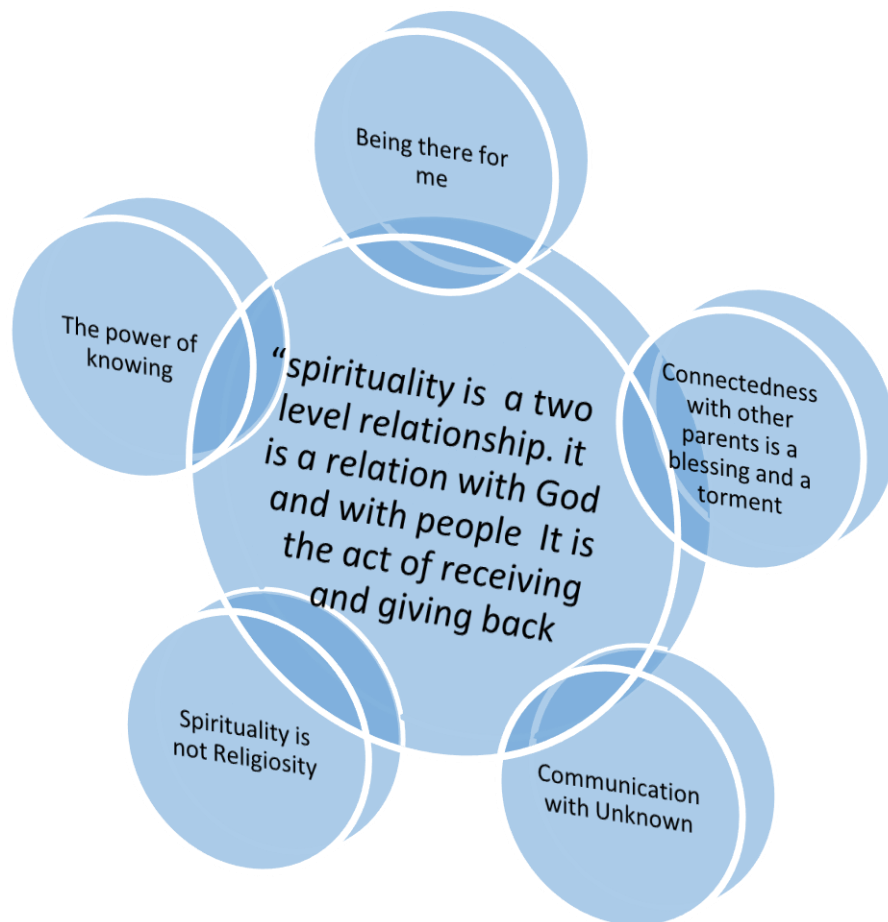 Being there for
me
The power of
knowing
"spirituality is a two
level relationship. it
is a relation with God
and with people It is
the act of receiving
and giving back
Connectedness
with other
parents is a
blessing and a
torment
Spirituality is
not Religiosity
Communication
with Unknown